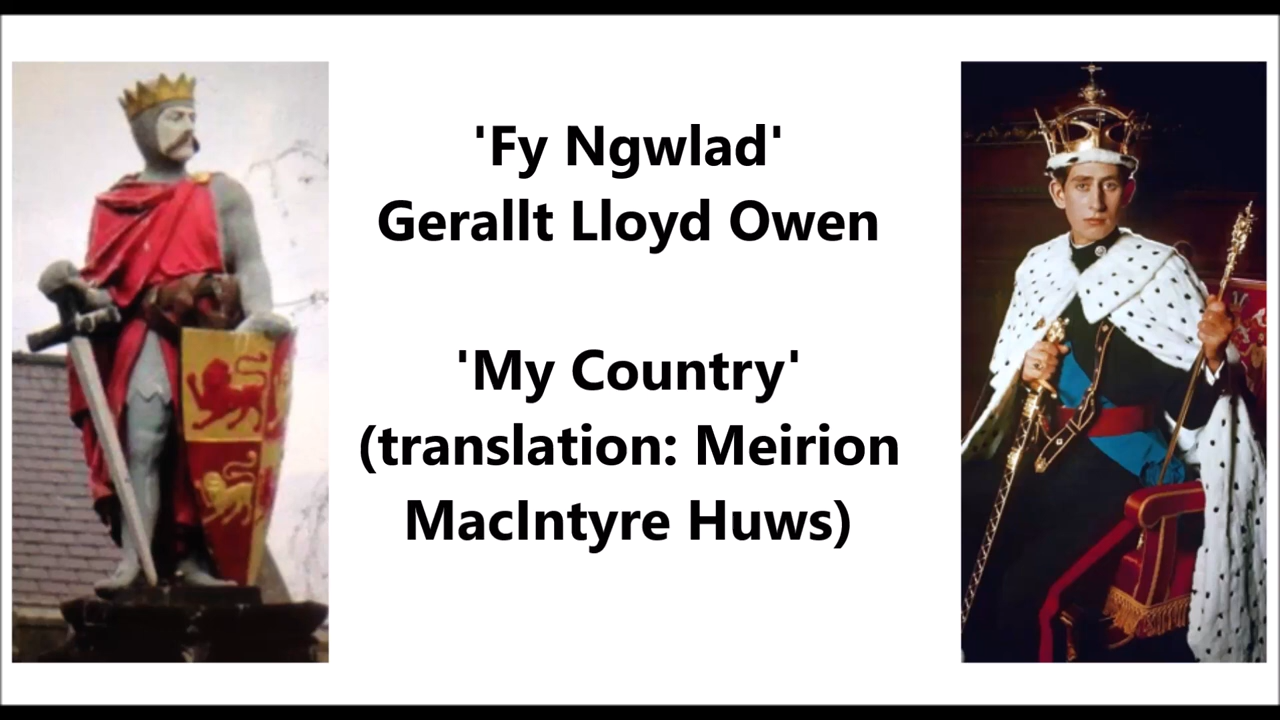 'Fy Ngwlad'
Gerallt Lloyd Owen
'My Country'
(translation: Meirion
MacIntyre Huws)